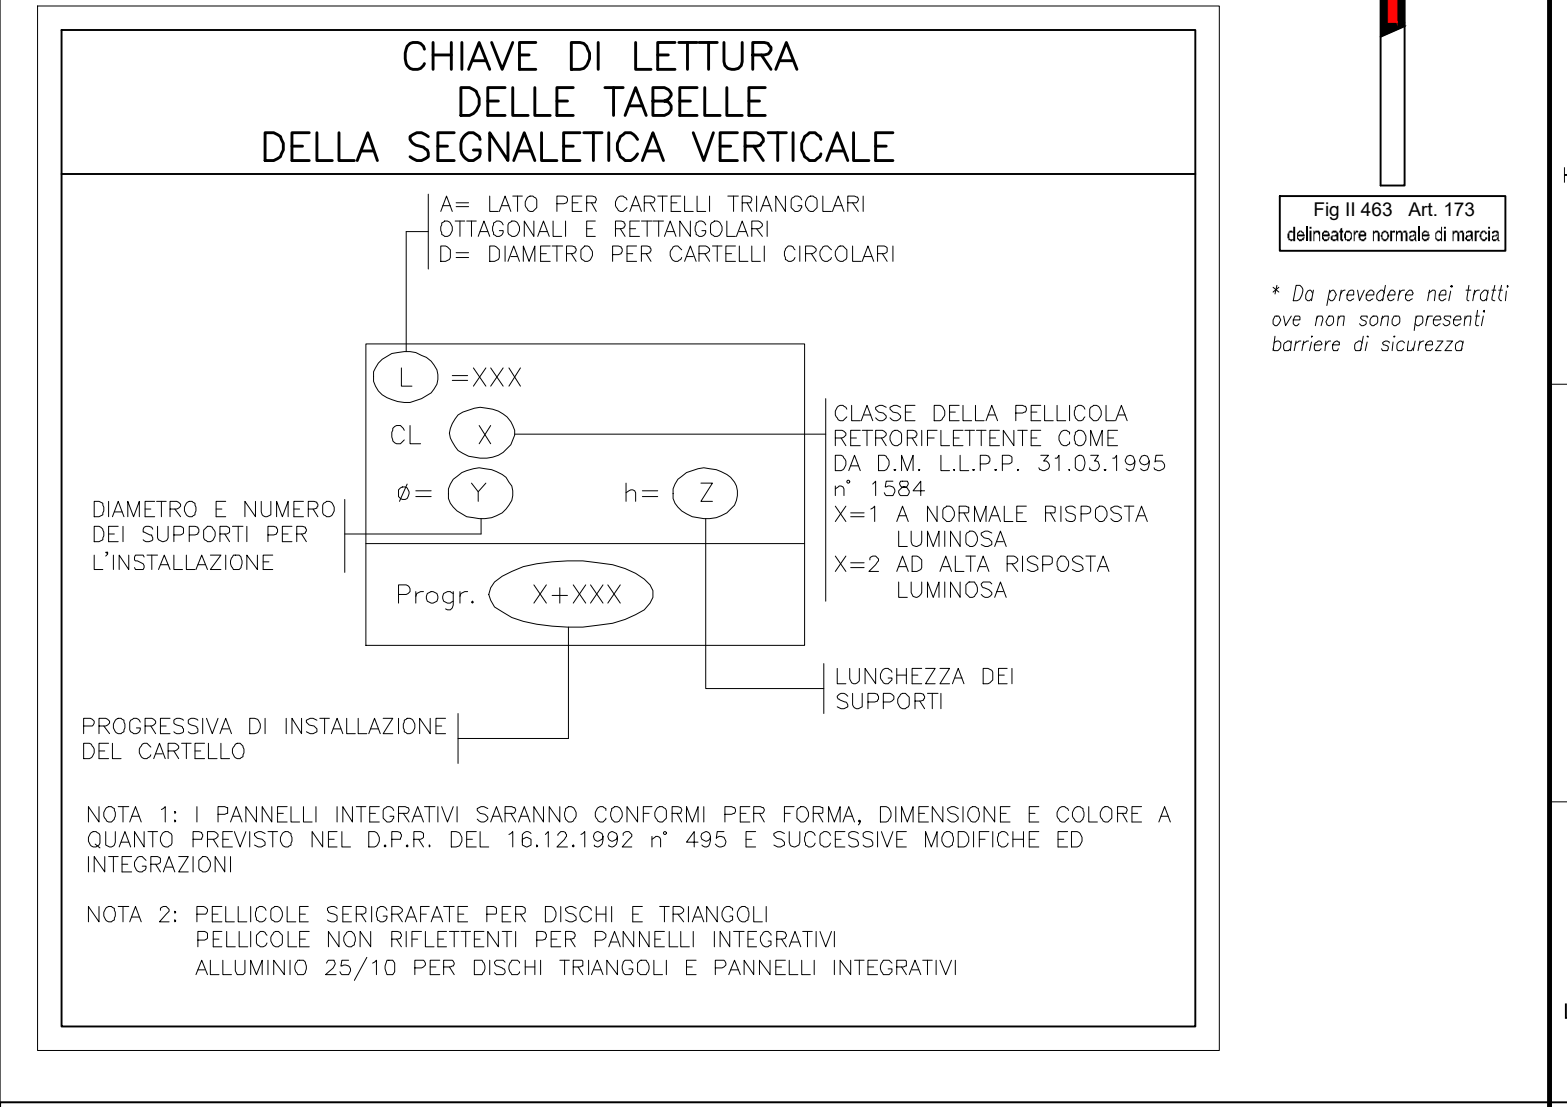 CHIAVE DI LETTURA
DELLE TABELLE
DELLA SEGNALETICA VERTICALE
A= LATO PER CARTELLI TRIANGOLARI
OTTAGONALI E RETTANGOLARI
D= DIAMETRO PER CARTELLI CIRCOLARI
L =XXX
CL X
ø= Y h= Z
Progr. X+XXX
CLASSE DELLA PELLICOLA
RETRORIFLETTENTE COME
DA D.M. L.L.P.P. 31.03.1995
n° 1584
X=1 A NORMALE RISPOSTA
LUMINOSA
X=2 AD ALTA RISPOSTA
LUMINOSA
DIAMETRO E NUMERO
DEI SUPPORTI PER
L'INSTALLAZIONE
LUNGHEZZA DEI
SUPPORTI
PROGRESSIVA DI INSTALLAZIONE
DEL CARTELLO
NOTA 1: I PANNELLI INTEGRATIVI SARANNO CONFORMI PER FORMA, DIMENSIONE E COLORE A
QUANTO PREVISTO NEL D.P.R. DEL 16.12.1992 n° 495 E SUCCESSIVE MODIFICHE ED
INTEGRAZIONI
NOTA 2: PELLICOLE SERIGRAFATE PER DISCHI E TRIANGOLI
PELLICOLE NON RIFLETTENTI PER PANNELLI INTEGRATIVI
ALLUMINIO 25/10 PER DISCHI TRIANGOLI E PANNELLI INTEGRATIVI
Fig II 463 Art. 173
delineatore normale di marcia
* Da prevedere nei tratti
ove non sono presenti
barriere di sicurezza